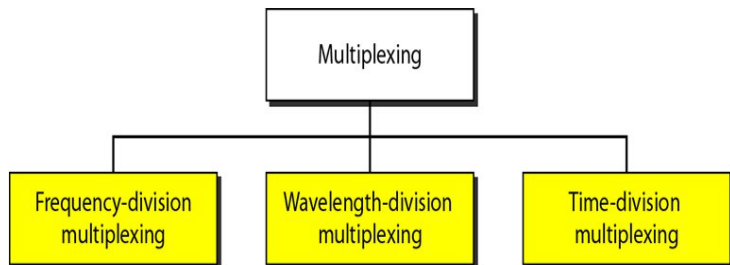 Multiplexing
Frequency-division
multiplexing
Wavelength-division
multiplexing
Time-division
multiplexing